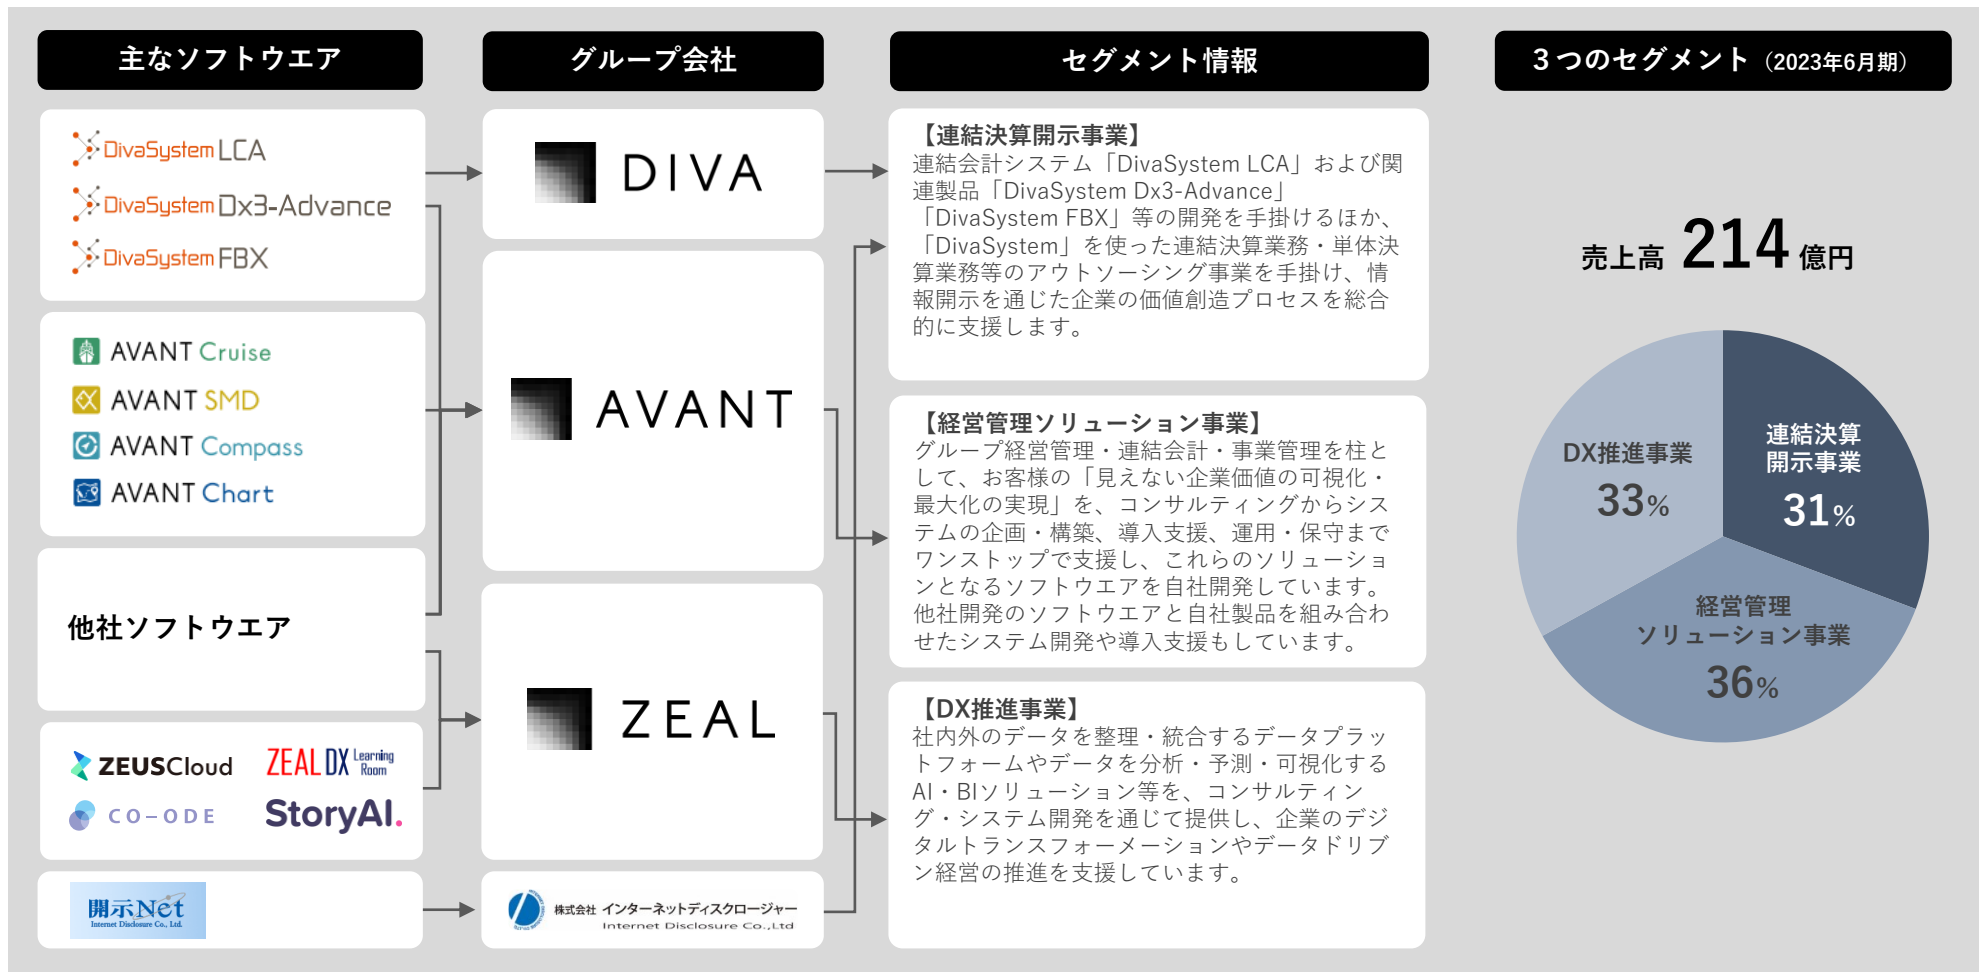 主なソフトウエア
グループ会社
セグメント情報
３つのセグメント（2023年6月期）
DivaSystem LCA
DivaSystem Dx3-Advance
DivaSystem FBX
AVANT Cruise
AVANT SMD
AVANT Compass
AVANT Chart
他社ソフトウエア
ZEUSCloud
ZEAL DX Learning Room
CO-ODE
StoryAI.
開示Net
Internet Disclosure Co., Ltd.
DIVA
AVANT
ZEAL
株式会社 インターネットディスクロージャー
Internet Disclosure Co.,Ltd
【連結決算開示事業】
連結会計システム「DivaSystem LCA」および関
連製品「DivaSystem Dx3-Advance」
「DivaSystem FBX」等の開発を手掛けるほか、
「DivaSystem」を使った連結決算業務・単体決
算業務等のアウトソーシング事業を手掛け、情
報開示を通じた企業の価値創造プロセスを総合
的に支援します。
【経営管理ソリューション事業】
グループ経営管理・連結会計・事業管理を柱と
して、お客様の「見えない企業価値の可視化・
最大化の実現」を、コンサルティングからシス
テムの企画・構築、導入支援、運用・保守まで
ワンストップで支援し、これらのソリューショ
ンとなるソフトウエアを自社開発しています。
他社開発のソフトウエアと自社製品を組み合わ
せたシステム開発や導入支援もしています。
【DX推進事業】
社内外のデータを整理・統合するデータプラッ
トフォームやデータを分析・予測・可視化する
AI・BIソリューション等を、コンサルティン
グ・システム開発を通じて提供し、企業のデジ
タルトランスフォーメーションやデータドリブ
ン経営の推進を支援しています。
売上高 214 億円
連結決算
開示事業
31%
DX推進事業
33%
経営管理
ソリューション事業
36%